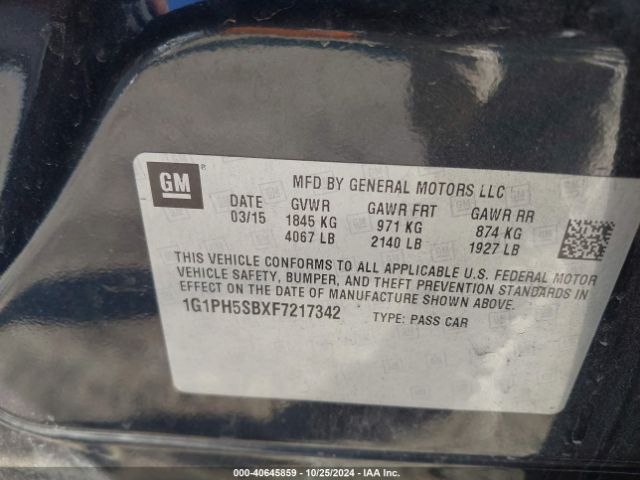 GM
®
MFD BY GENERAL MOTORS LLC
DATE GVWR GAWR FRT GAWR RR
03/15 1845 KG 971 KG 874 KG
4067 LB 2140 LB 1927 LB
THIS VEHICLE CONFORMS TO ALL APPLICABLE U.S. FEDERAL MOTOR
VEHICLE SAFETY, BUMPER, AND THEFT PREVENTION STANDARDS IN
EFFECT ON THE DATE OF MANUFACTURE SHOWN ABOVE.
1G1PH5SBXF7217342 TYPE: PASS CAR
000-40645859 - 10/25/2024 - IAA Inc.